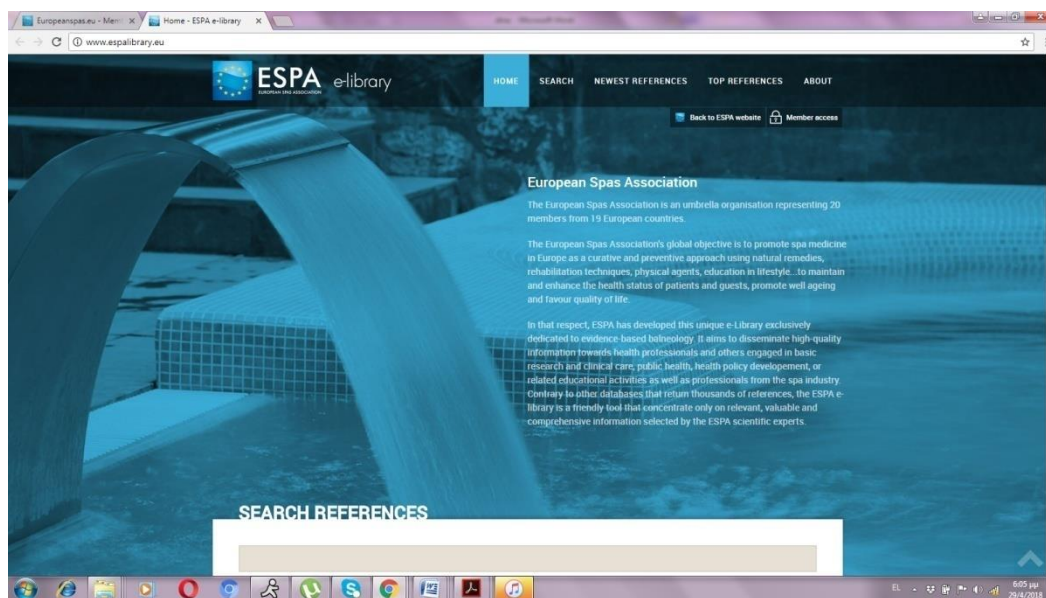 Europeanspas.eu - Mem
Home - ESPA e-library
www.espalibrary.eu
ESPA e-library
EUROPEAN SPAS ASSOCIATION
HOME SEARCH NEWEST REFERENCES TOP REFERENCES ABOUT
Back to ESPA website Member access
European Spas Association
The European Spas Association is an umbrella organisation representing 20
members from 19 European countries.
The European Spas Association's global objective is to promote spa medicine
in Europe as a curative and preventive approach using natural remedies,
rehabilitation techniques, physical agents, education in lifestyle...to maintain
and enhance the health status of patients and guests, promote well ageing
and favour quality of life.
In that respect, ESPA has developed this unique e-Library exclusively
dedicated to evidence-based balneology. It aims to disseminate high-quality
information towards health professionals and others engaged in basic
research and clinical care, public health, health policy developement, or
related educational activities as well as professionals from the spa industry.
Contrary to other databases that return thousands of references, the ESPA e-
library is a friendly tool that concentrate only on relevant, valuable and
comprehensive information selected by the ESPA scientific experts.
SEARCH REFERENCES
EL
6:05 μμ
29/4/2018